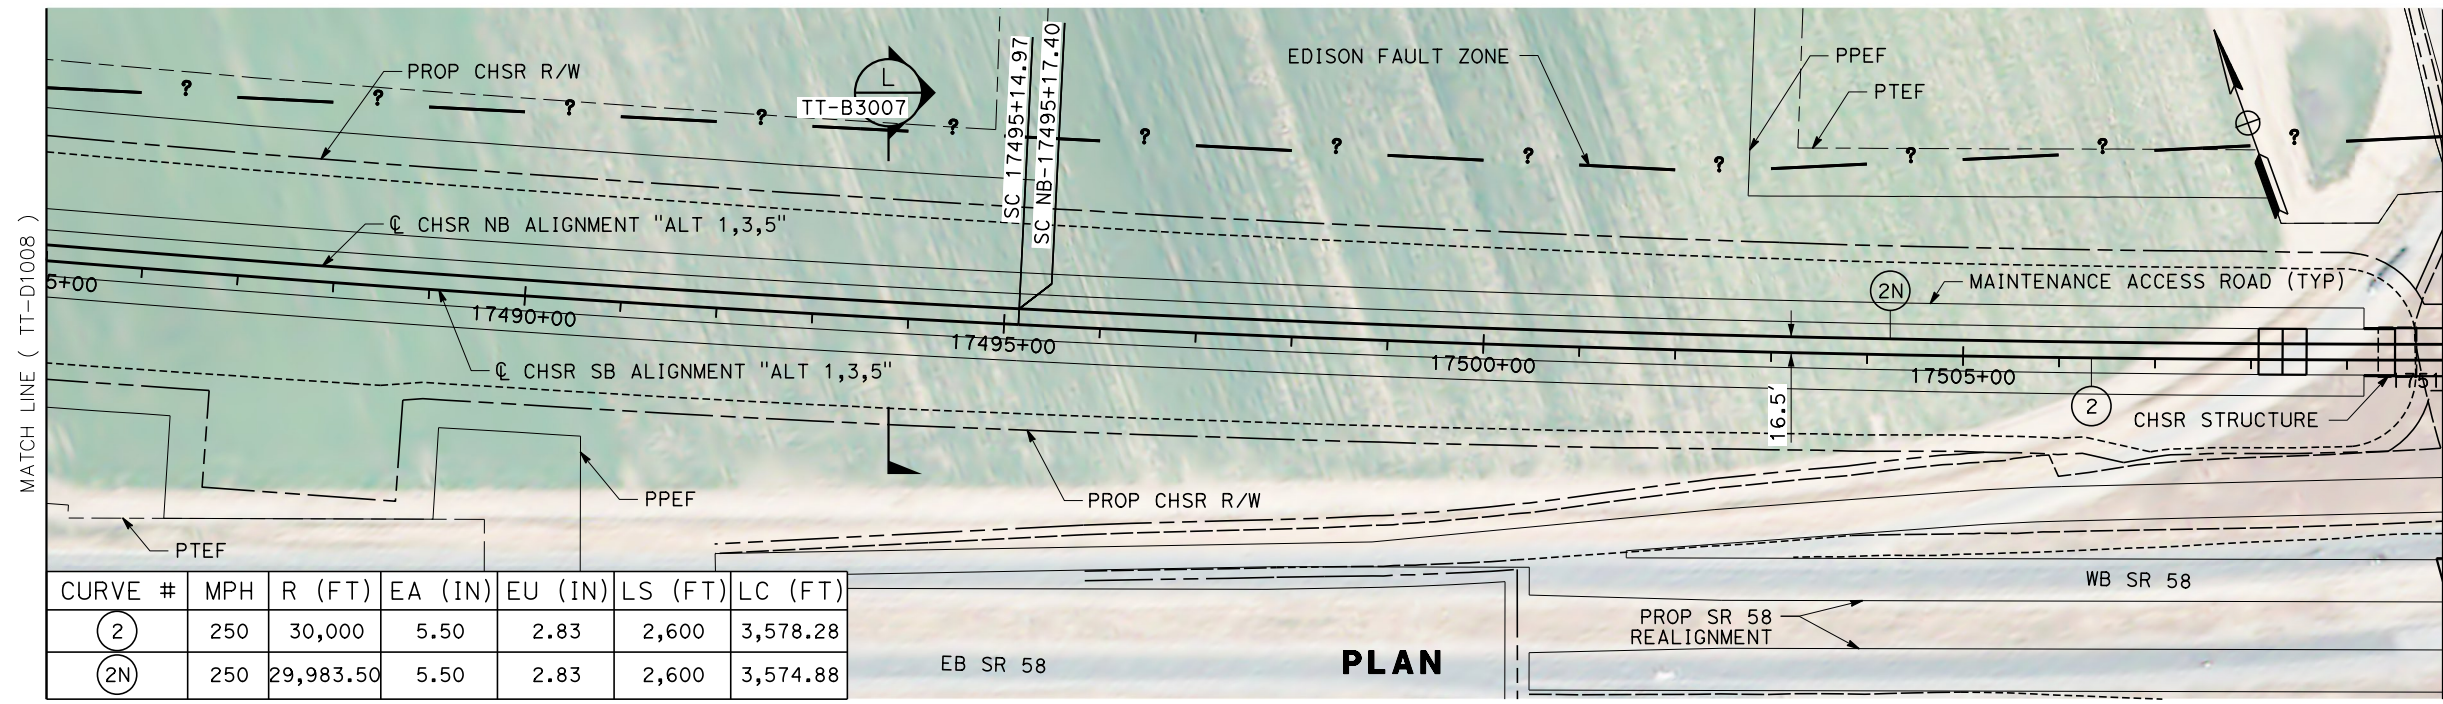 PROP CHSR R/W
L
TT-B3007
SC 17495+14.97
SC NB-17495+17.40
EDISON FAULT ZONE
PPEF
PTEF
? ? ? ? ? ? ? ? ? ? ? ?
MATCH LINE ( TT-D1008 )
℄ CHSR NB ALIGNMENT "ALT 1,3,5"
5+00
17490+00
17495+00
17500+00
17505+00
2N
MAINTENANCE ACCESS ROAD (TYP)
℄ CHSR SB ALIGNMENT "ALT 1,3,5"
16.5'
2
CHSR STRUCTURE
PPEF
PROP CHSR R/W
PTEF
WB SR 58
PROP SR 58
REALIGNMENT
EB SR 58
PLAN
CURVE # MPH R (FT) EA (IN) EU (IN) LS (FT) LC (FT)
2 250 30,000 5.50 2.83 2,600 3,578.28
2N 250 29,983.50 5.50 2.83 2,600 3,574.88